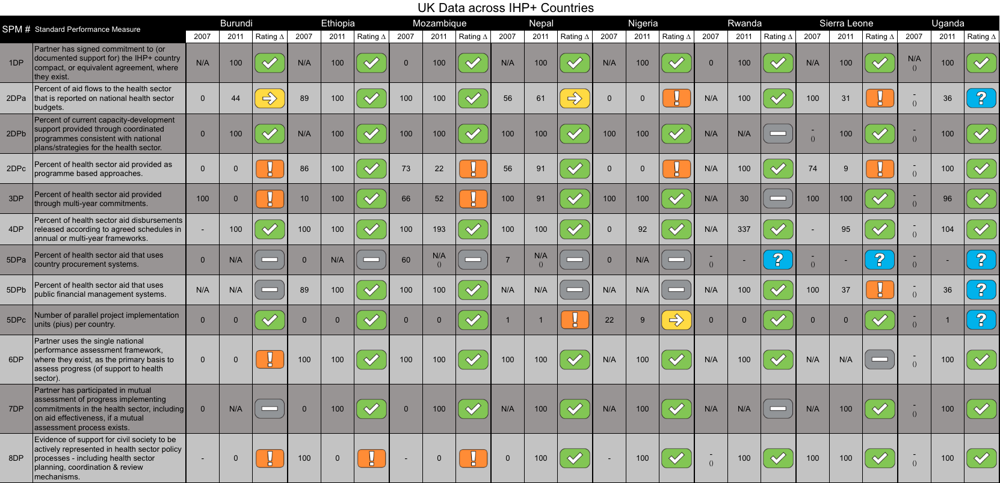 UK Data across IHP+ Countries
SPM # Standard Performance Measure Burundi Ethiopia Mozambique Nepal Nigeria Rwanda Sierra Leone Uganda
2007 2011 Rating Δ 2007 2011 Rating Δ 2007 2011 Rating Δ 2007 2011 Rating Δ 2007 2011 Rating Δ 2007 2011 Rating Δ 2007 2011 Rating Δ 2007 2011 Rating Δ
Partner has signed commitment to (or
documented support for) the IHP+ country
compact, or equivalent agreement, where
they exist.
1DP N/A 100 N/A 100 0 100 N/A 100 N/A 100 0 100 N/A 100 N/A () 100
Percent of aid flows to the health sector
that is reported on national health sector
budgets.
2DPa 0 44 89 100 100 100 56 61 0 0 ! N/A 100 100 31 ! - () 36 ?
Percent of current capacity-development
support provided through coordinated
programmes consistent with national
plans/strategies for the health sector.
2DPb 0 100 N/A 100 100 100 100 100 100 100 N/A N/A - () 100 - () 100
Percent of health sector aid provided as
programme based approaches.
2DPc 0 0 ! 86 100 73 22 ! 56 91 0 0 ! N/A 100 74 9 ! - () 100
Percent of health sector aid provided
through multi-year commitments.
3DP 100 0 ! 10 100 66 52 ! 100 91 100 100 N/A 30 100 100 - () 96
Percent of health sector aid disbursements
released according to agreed schedules in
annual or multi-year frameworks.
4DP - 100 100 100 100 193 100 100 0 92 N/A 337 - 95 - () 104
Percent of health sector aid that uses
country procurement systems.
5DPa 0 N/A 0 N/A 60 N/A () 7 N/A () 0 N/A - () - ? - () - ? - () - ?
Percent of health sector aid that uses
public financial management systems.
5DPb N/A N/A 89 100 100 100 N/A N/A N/A N/A N/A 100 100 37 ! - () 36 ?
Number of parallel project implementation
units (pius) per country.
5DPc 0 0 0 0 0 0 1 1 ! 22 9 0 0 0 0 - () 1 ?
Partner uses the single national
performance assessment framework,
where they exist, as the primary basis to
assess progress (of support to health
sector).
6DP 0 0 ! 100 100 100 100 100 100 N/A 100 N/A 100 N/A N/A - () 100
Partner has participated in mutual
assessment of progress implementing
commitments in the health sector, including
on aid effectiveness, if a mutual
assessment process exists.
7DP 0 N/A 0 100 0 100 N/A 100 N/A 100 N/A N/A N/A 100 - () 100
Evidence of support for civil society to be
actively represented in health sector policy
processes - including health sector
planning, coordination & review
mechanisms.
8DP - 0 ! 100 0 ! - 0 ! 0 100 - 100 - () 100 100 100 - () 100